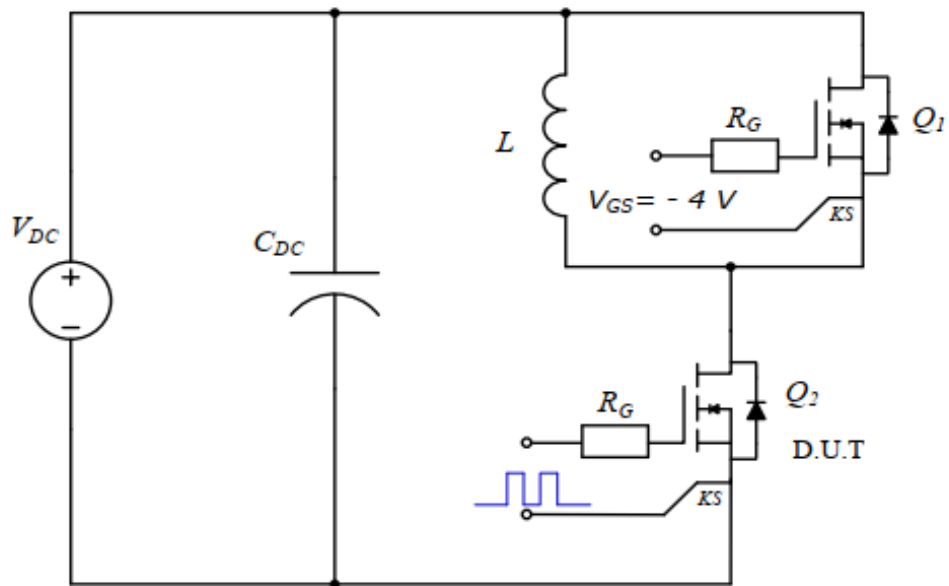 R_G
Q_1
L
V_GS = - 4 V
KS
V_DC
C_DC
+
−
R_G
Q_2
D.U.T
KS